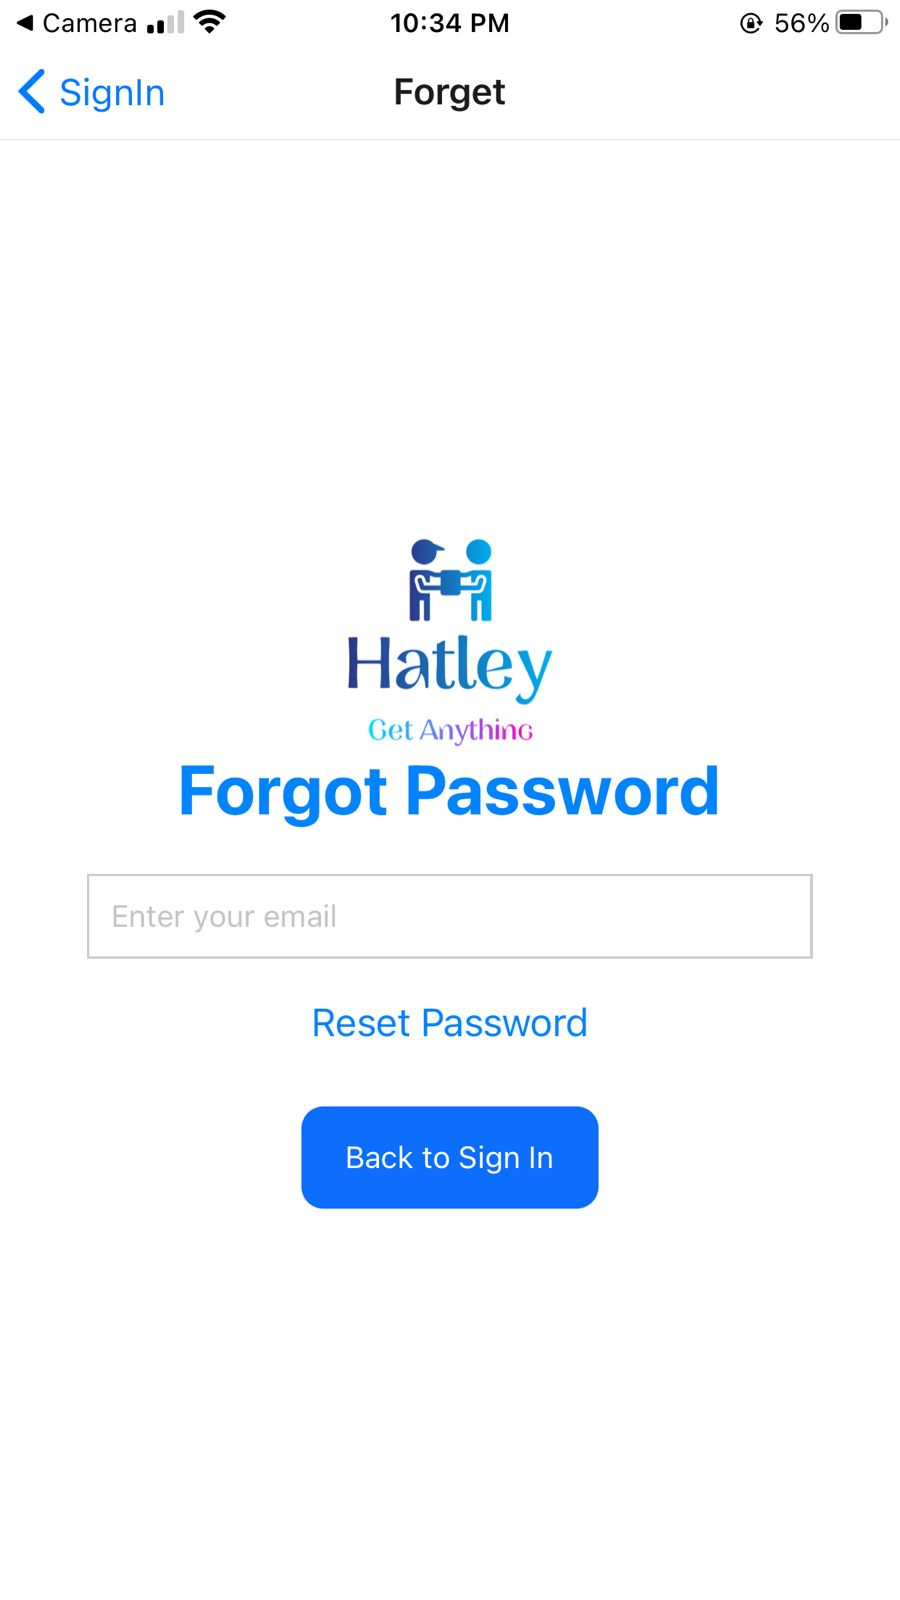 Camera 10:34 PM 56%
SignIn Forget
Hatley
Get Anything
Forgot Password
Enter your email
Reset Password
Back to Sign In